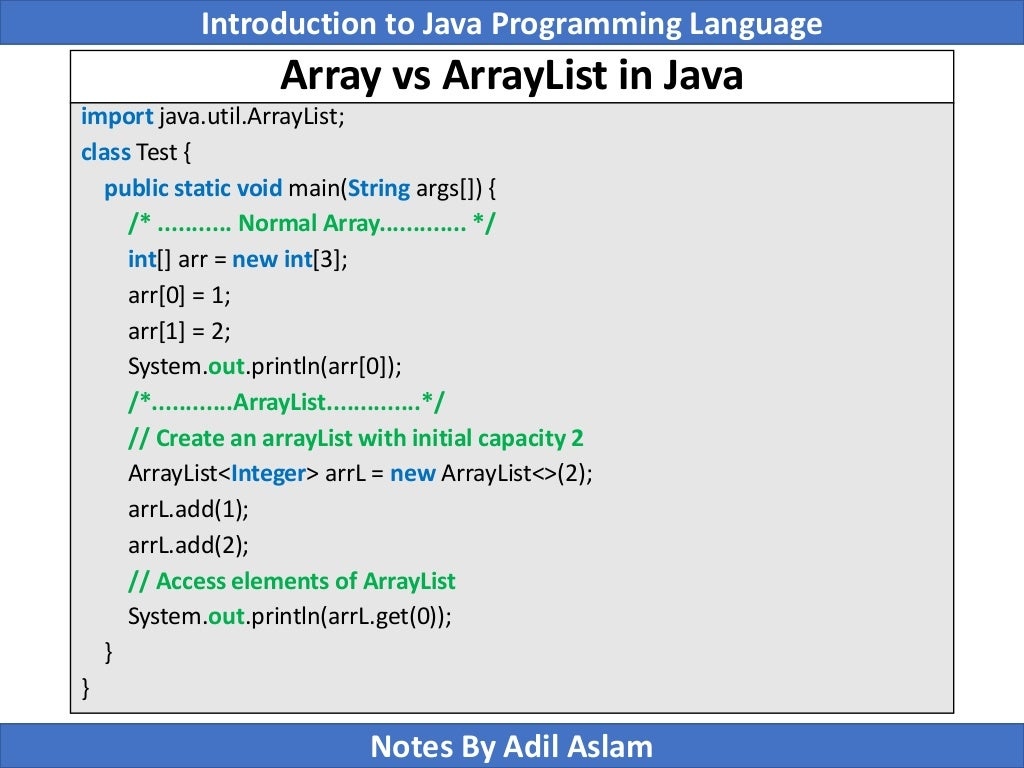 Introduction to Java Programming Language
Array vs ArrayList in Java
import java.util.ArrayList;
class Test {
public static void main(String args[]) {
/* ........... Normal Array............. */
int[] arr = new int[3];
arr[0] = 1;
arr[1] = 2;
System.out.println(arr[0]);
/*............ArrayList..............*/
// Create an arrayList with initial capacity 2
ArrayList<Integer> arrL = new ArrayList<>(2);
arrL.add(1);
arrL.add(2);
// Access elements of ArrayList
System.out.println(arrL.get(0));
}
}
Notes By Adil Aslam